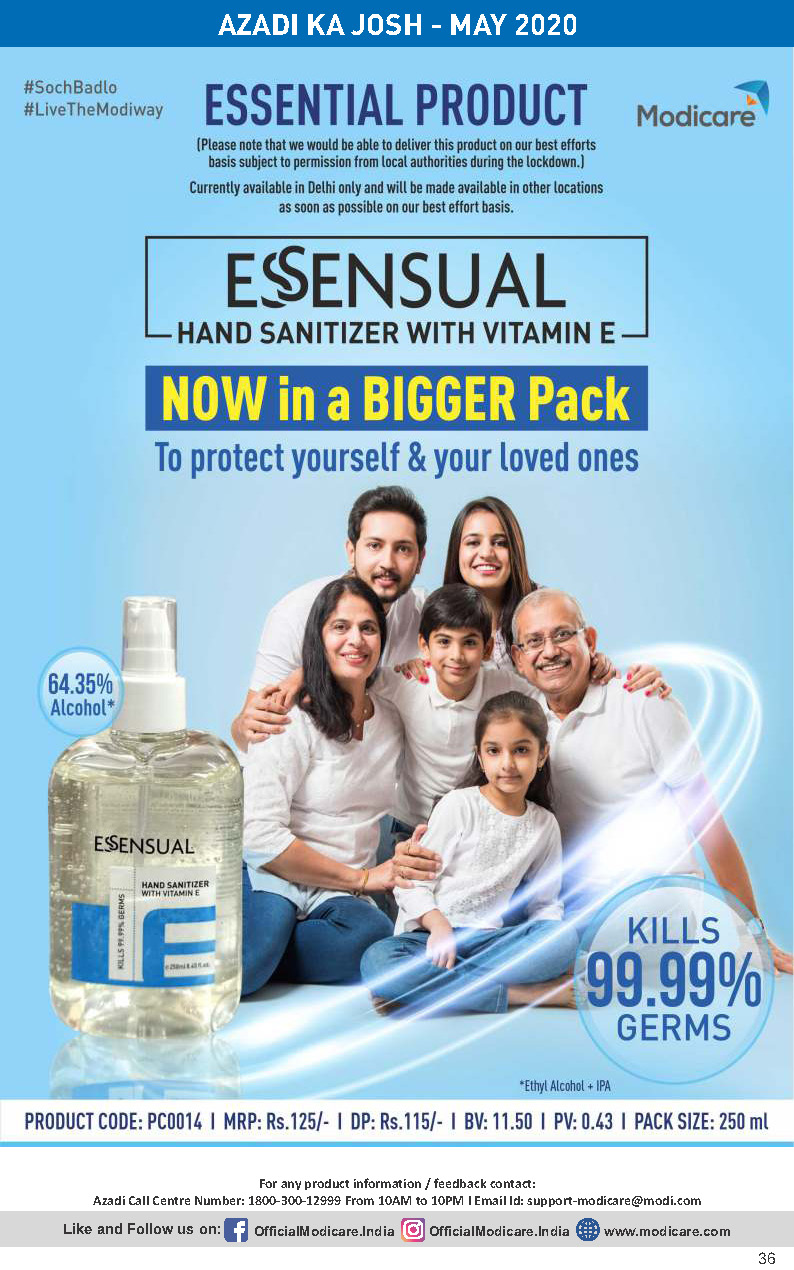 AZADI KA JOSH - MAY 2020
#SochBadlo
#LiveTheModiway
ESSENTIAL PRODUCT
Modicare
(Please note that we would be able to deliver this product on our best efforts
basis subject to permission from local authorities during the lockdown.)
Currently available in Delhi only and will be made available in other locations
as soon as possible on our best effort basis.
ESSENSUAL
HAND SANITIZER WITH VITAMIN E
NOW in a BIGGER Pack
To protect yourself & your loved ones
64.35%
Alcohol*
ESSENSUAL
HAND SANITIZER
WITH VITAMIN E
KILLS 99.99% GERMS
e 250ml 8.45 fl.oz.
KILLS
99.99%
GERMS
*Ethyl Alcohol + IPA
PRODUCT CODE: PC0014 I MRP: Rs.125/- I DP: Rs.115/- I BV: 11.50 I PV: 0.43 I PACK SIZE: 250 ml
For any product information / feedback contact:
Azadi Call Centre Number: 1800-300-12999 From 10AM to 10PM I Email Id: support-modicare@modi.com
Like and Follow us on: OfficialModicare.India OfficialModicare.India www.modicare.com
36